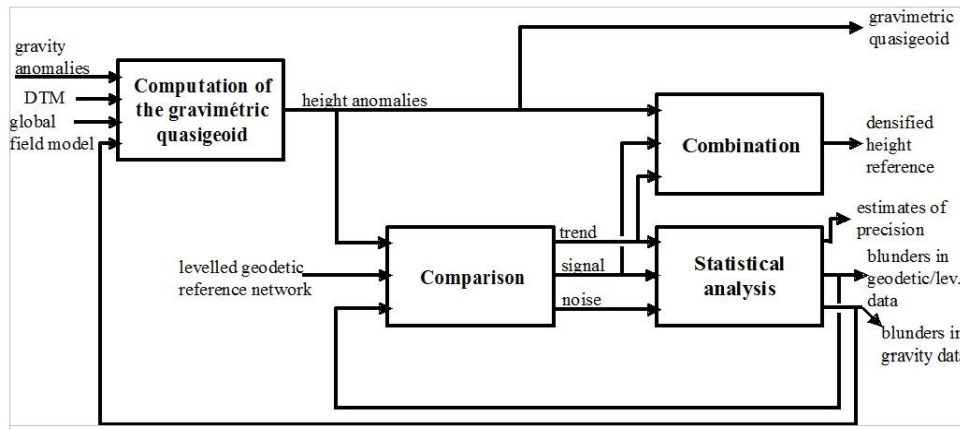 gravity
anomalies
DTM
global
field model
Computation of
the gravimétric
quasigeoid
height anomalies
gravimetric
quasigeoid
Combination
densified
height
reference
levelled geodetic
reference network
Comparison
trend
signal
noise
Statistical
analysis
estimates of
precision
blunders in
geodetic/lev.
data
blunders in
gravity data